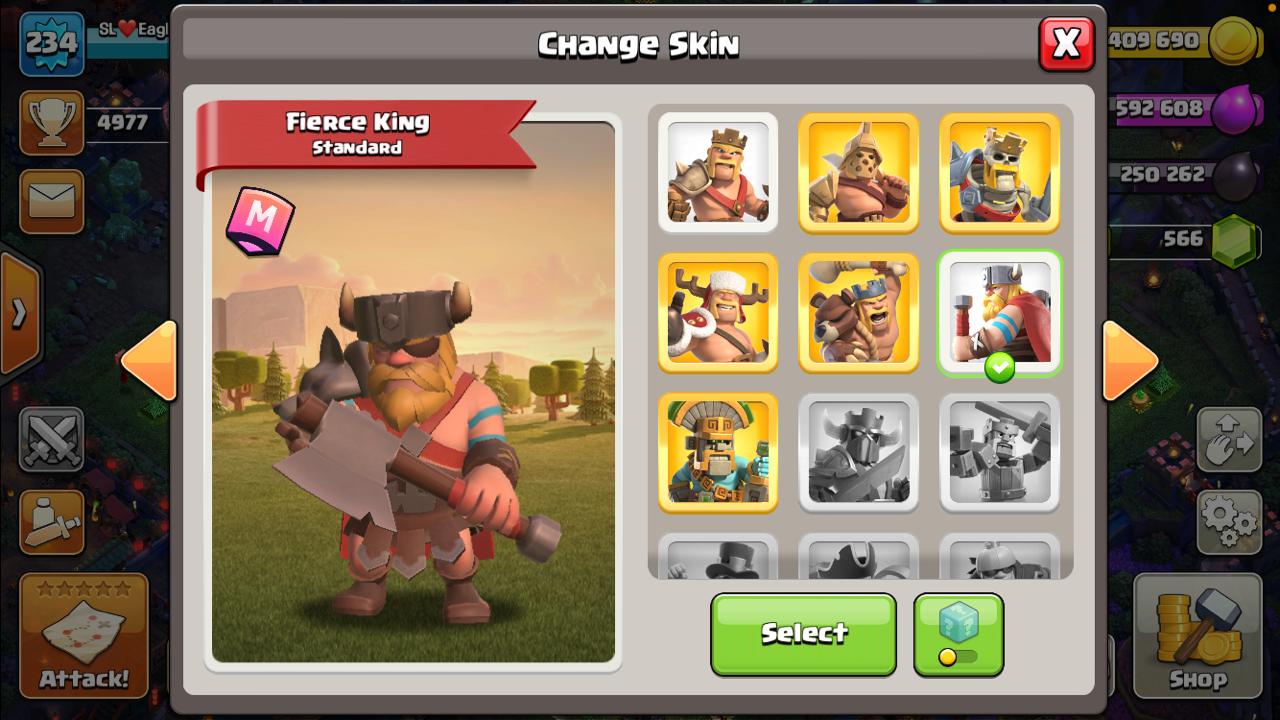 Change Skin
234
SL❤️Eagl
4977
Fierce King
Standard
M
X
409 690
592 608
250 262
566
Select
Attack!
Shop